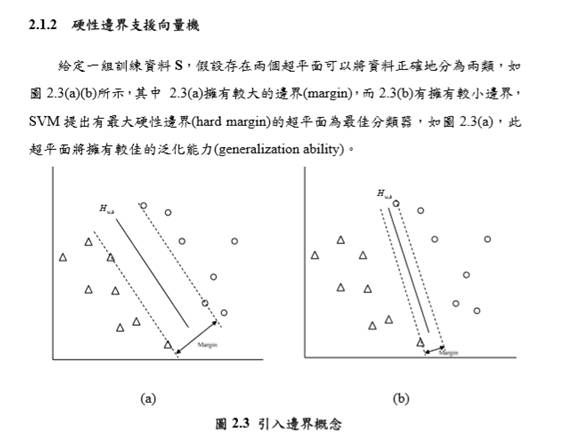 2.1.2 硬性邊界支援向量機
給定一組訓練資料 S，假設存在兩個超平面可以將資料正確地分為兩類，如
圖 2.3(a)(b)所示，其中 2.3(a)擁有較大的邊界(margin)，而 2.3(b)有擁有較小邊界，
SVM 提出有最大硬性邊界(hard margin)的超平面為最佳分類器，如圖 2.3(a)，此
超平面將擁有較佳的泛化能力(generalization ability)。
H w,b
Margin
H w,b
Margin
(a)
(b)
圖 2.3 引入邊界概念